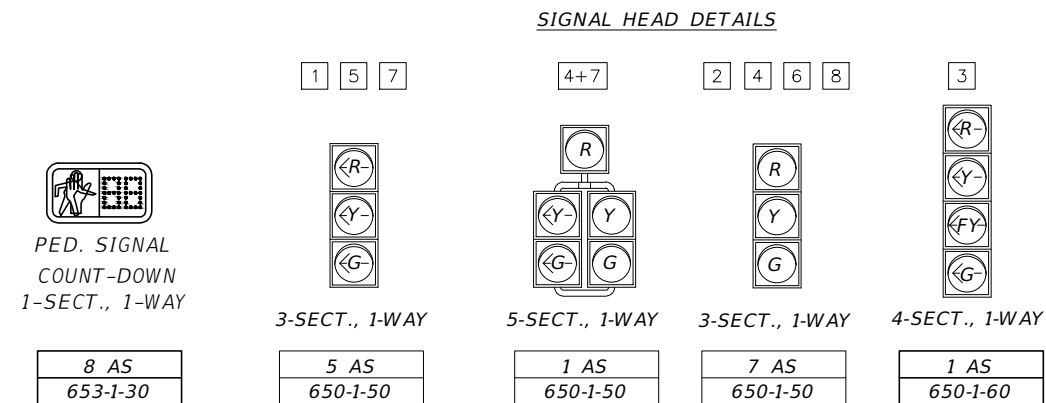 SIGNAL HEAD DETAILS
1 5 7
4+7
2 4 6 8
3
R
Y
G
R
Y Y
G G
R
Y
G
R
Y
FY
G
88
PED. SIGNAL
COUNT-DOWN
1-SECT., 1-WAY
3-SECT., 1-WAY
5-SECT., 1-WAY
3-SECT., 1-WAY
4-SECT., 1-WAY
8 AS
653-1-30
5 AS
650-1-50
1 AS
650-1-50
7 AS
650-1-50
1 AS
650-1-60